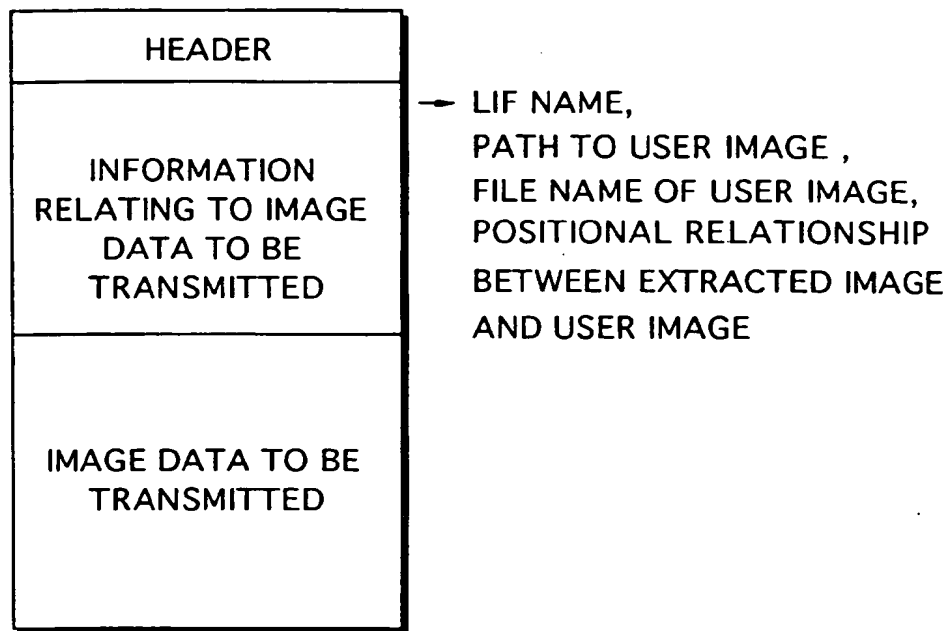 HEADER
INFORMATION
RELATING TO IMAGE
DATA TO BE
TRANSMITTED
IMAGE DATA TO BE
TRANSMITTED
LIF NAME,
PATH TO USER IMAGE ,
FILE NAME OF USER IMAGE,
POSITIONAL RELATIONSHIP
BETWEEN EXTRACTED IMAGE
AND USER IMAGE